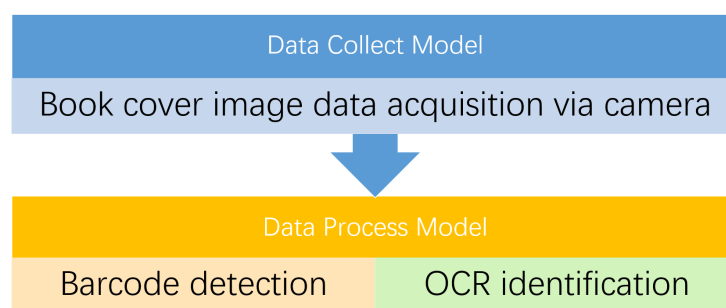 Data Collect Model
Book cover image data acquisition via camera
Data Process Model
Barcode detection
OCR identification